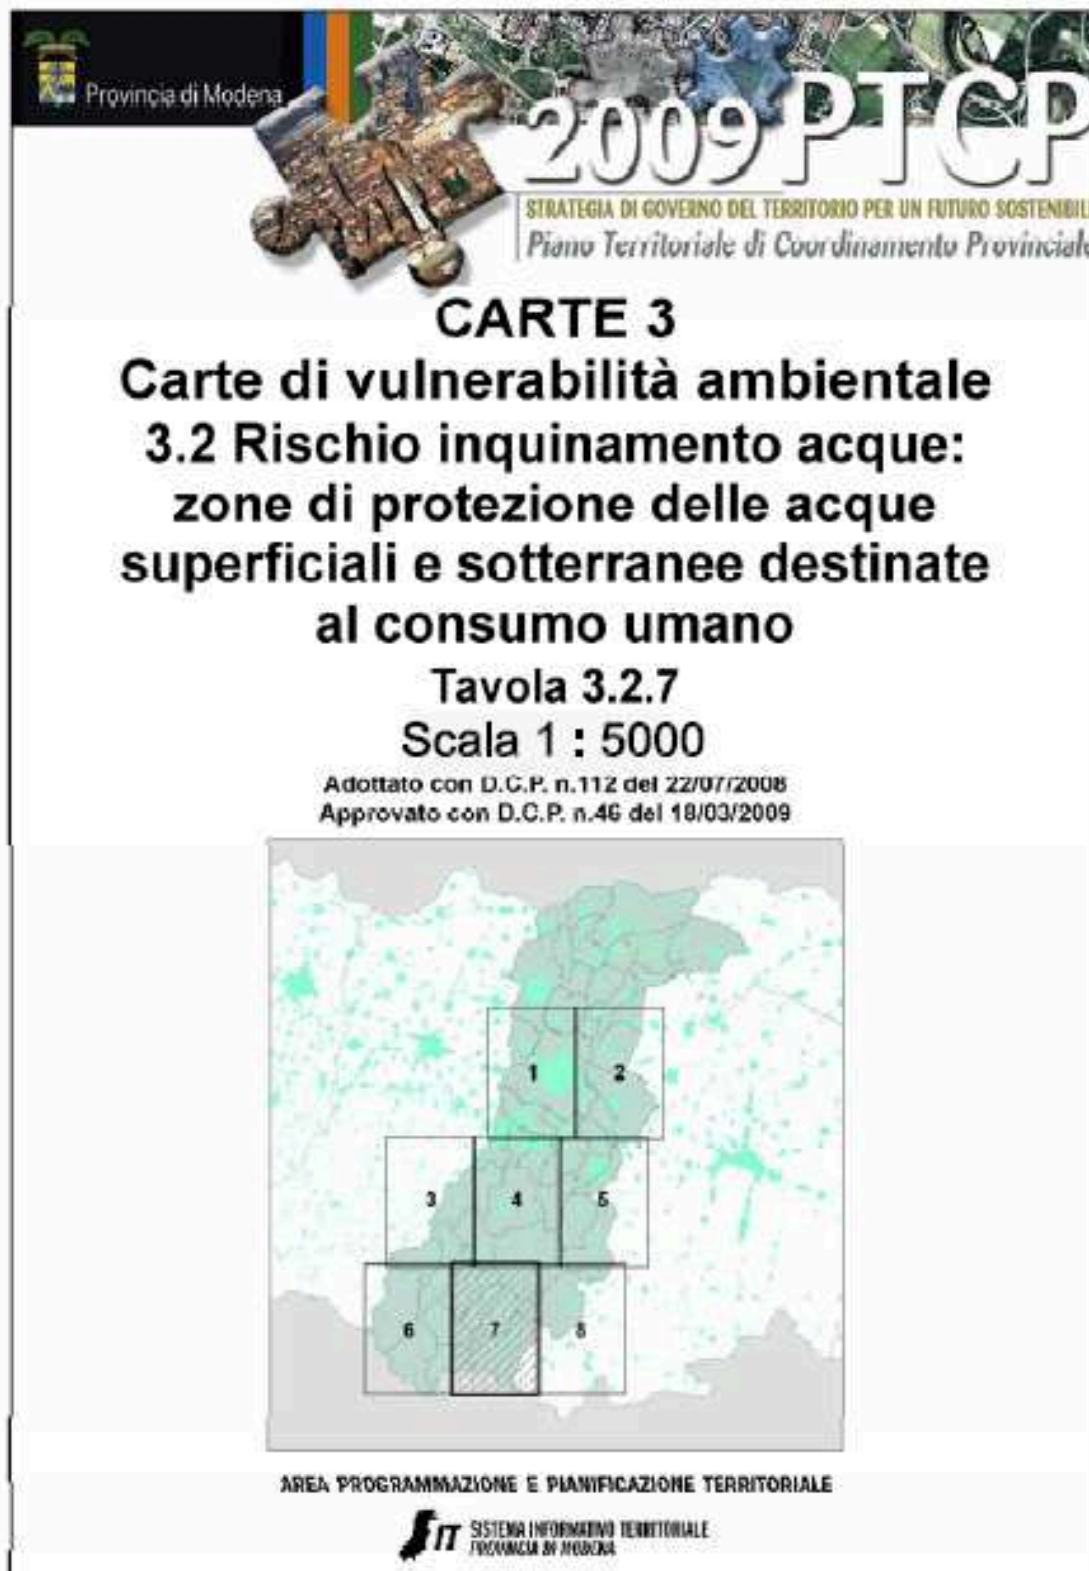 Provincia di Modena
2009 PTCP
STRATEGIA DI GOVERNO DEL TERRITORIO PER UN FUTURO SOSTENIBIL
Piano Territoriale di Coordinamento Provinciale
CARTE 3
Carte di vulnerabilità ambientale
3.2 Rischio inquinamento acque:
zone di protezione delle acque
superficiali e sotterranee destinate
al consumo umano
Tavola 3.2.7
Scala 1 : 5000
Adottato con D.C.P. n.112 del 22/07/2008
Approvato con D.C.P. n.46 del 18/03/2009
1 2
3 4 5
6 7 8
AREA PROGRAMMAZIONE E PIANIFICAZIONE TERRITORIALE
SIT SISTEMA INFORMATIVO TERRITORIALE
PROVINCIA DI MODENA